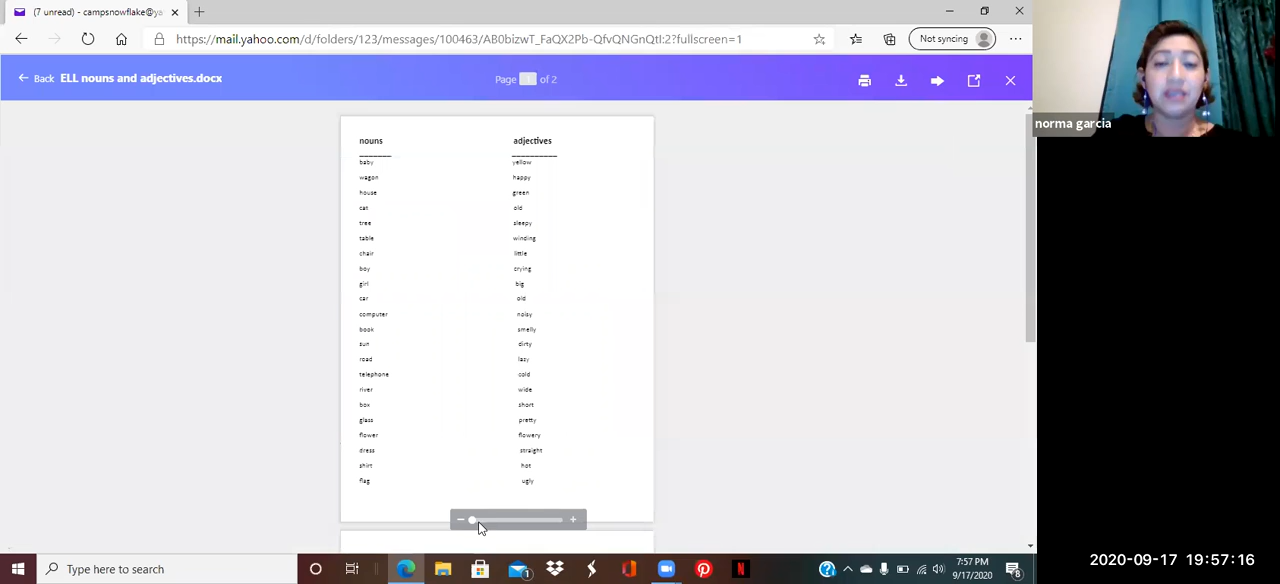 (7 unread) - campsnowflake@ya
https://mail.yahoo.com/d/folders/123/messages/100463/AB0bizwT_FaQX2Pb-QfvQNGnQtI:2?fullscreen=1
Not syncing
Back ELL nouns and adjectives.docx
Page 1 of 2
norma garcia
nouns adjectives
baby yellow
wagon happy
house green
cat old
tree sleepy
table winding
chair little
boy crying
girl big
car old
computer noisy
book smelly
sun dirty
road lazy
telephone cold
river wide
box short
glass pretty
flower flowery
dress straight
shirt hot
flag ugly
Type here to search
1
7:57 PM
9/17/2020
8
2020-09-17 19:57:16